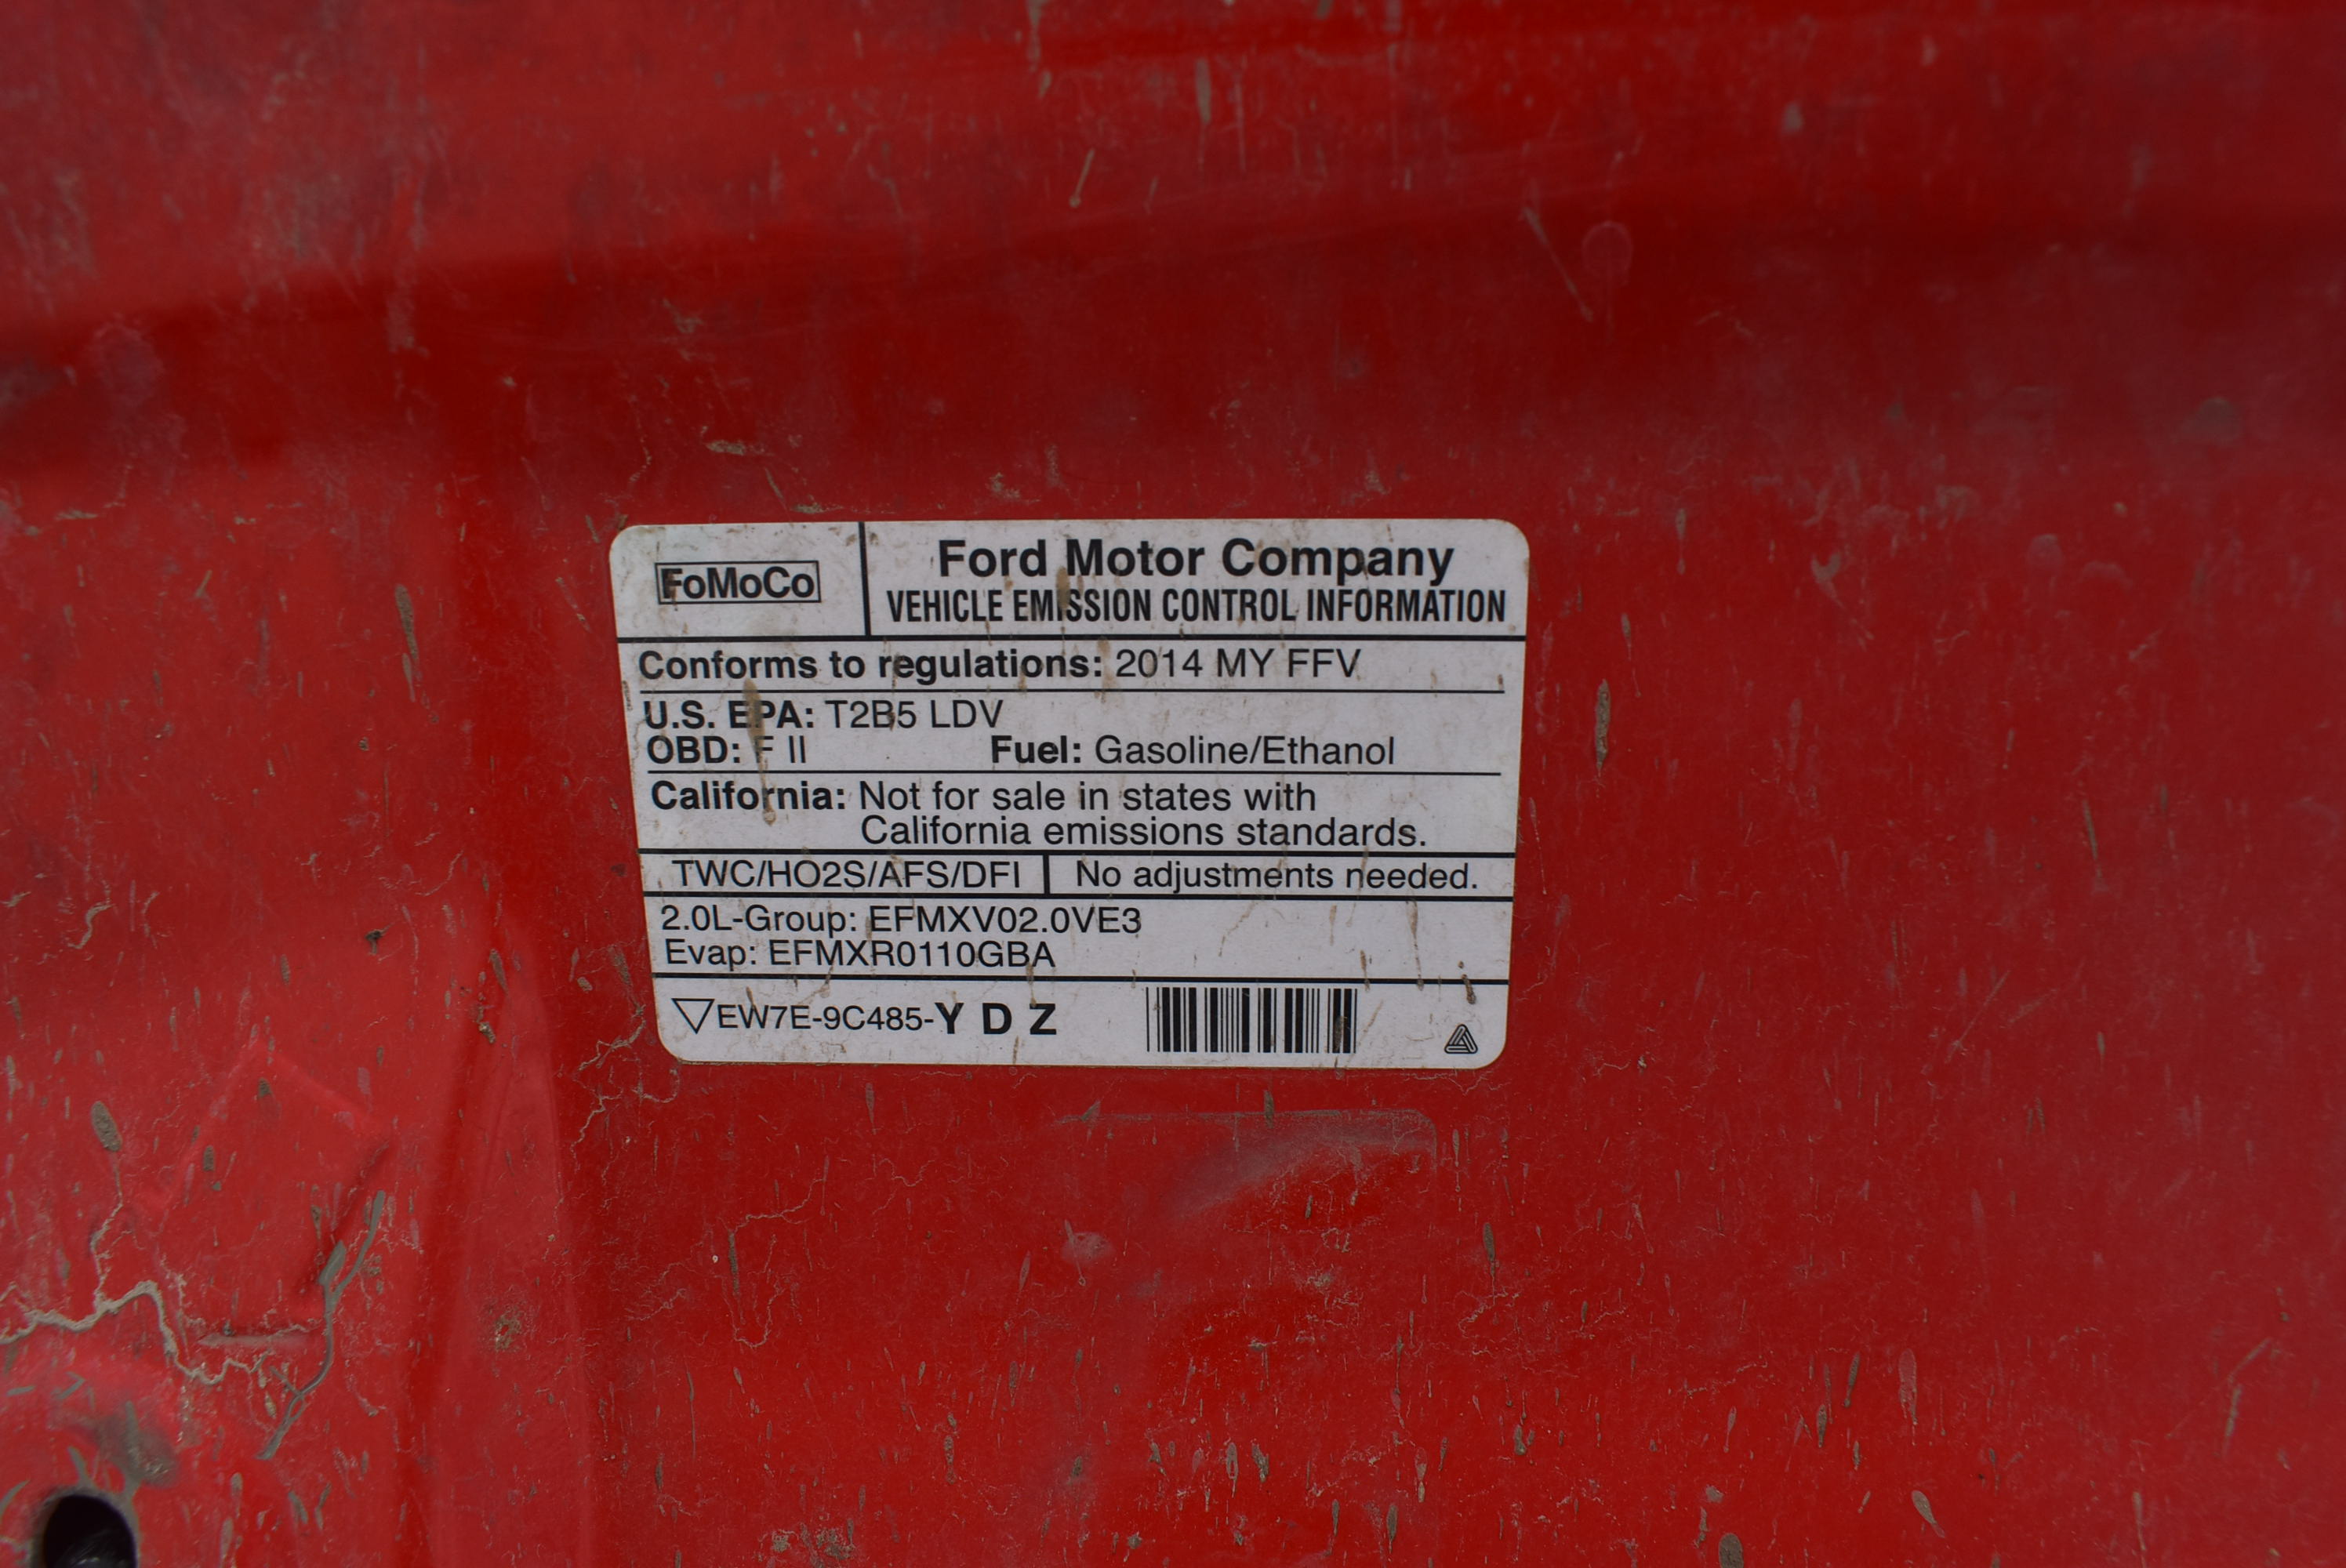 FoMoCo
Ford Motor Company
VEHICLE EMISSION CONTROL INFORMATION
Conforms to regulations: 2014 MY FFV
U.S. EPA: T2B5 LDV
OBD: F II Fuel: Gasoline/Ethanol
California: Not for sale in states with
California emissions standards.
TWC/HO2S/AFS/DFI No adjustments needed.
2.0L-Group: EFMXV02.0VE3
Evap: EFMXR0110GBA
EW7E-9C485-Y D Z